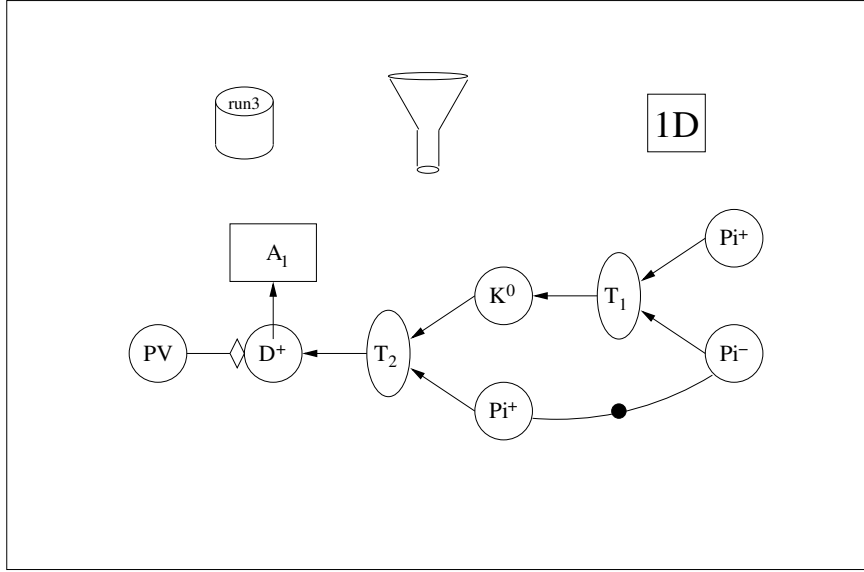 run3
1D
A₁
Pi⁺
K⁰
T₁
PV
D⁺
T₂
Pi⁻
Pi⁺